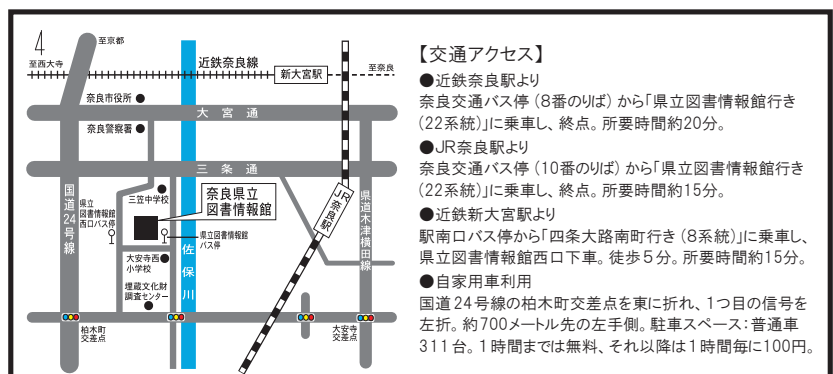 4
至京都
至西大寺
近鉄奈良線
新大宮駅
至奈良
奈良市役所
大宮通
奈良警察署
三条通
国道24号線
県立
図書情報館
西口バス停
三笠中学校
奈良県立
図書情報館
県立図書情報館
バス停
JR奈良駅
県道木津横田線
大安寺西
小学校
佐保川
埋蔵文化財
調査センター
柏木町
交差点
大安寺
交差点
【交通アクセス】
●近鉄奈良駅より
奈良交通バス停（8番のりば）から「県立図書情報館行き
（22系統）」に乗車し、終点。所要時間約20分。
●JR奈良駅より
奈良交通バス停（10番のりば）から「県立図書情報館行き
（22系統）」に乗車し、終点。所要時間約15分。
●近鉄新大宮駅より
駅南口バス停から「四条大路南町行き（8系統）」に乗車し、
県立図書情報館西口下車。徒歩５分。所要時間約15分。
●自家用車利用
国道24号線の柏木町交差点を東に折れ、1つ目の信号を
左折。約700メートル先の左手側。駐車スペース：普通車
311台。1時間までは無料、それ以降は1時間毎に100円。